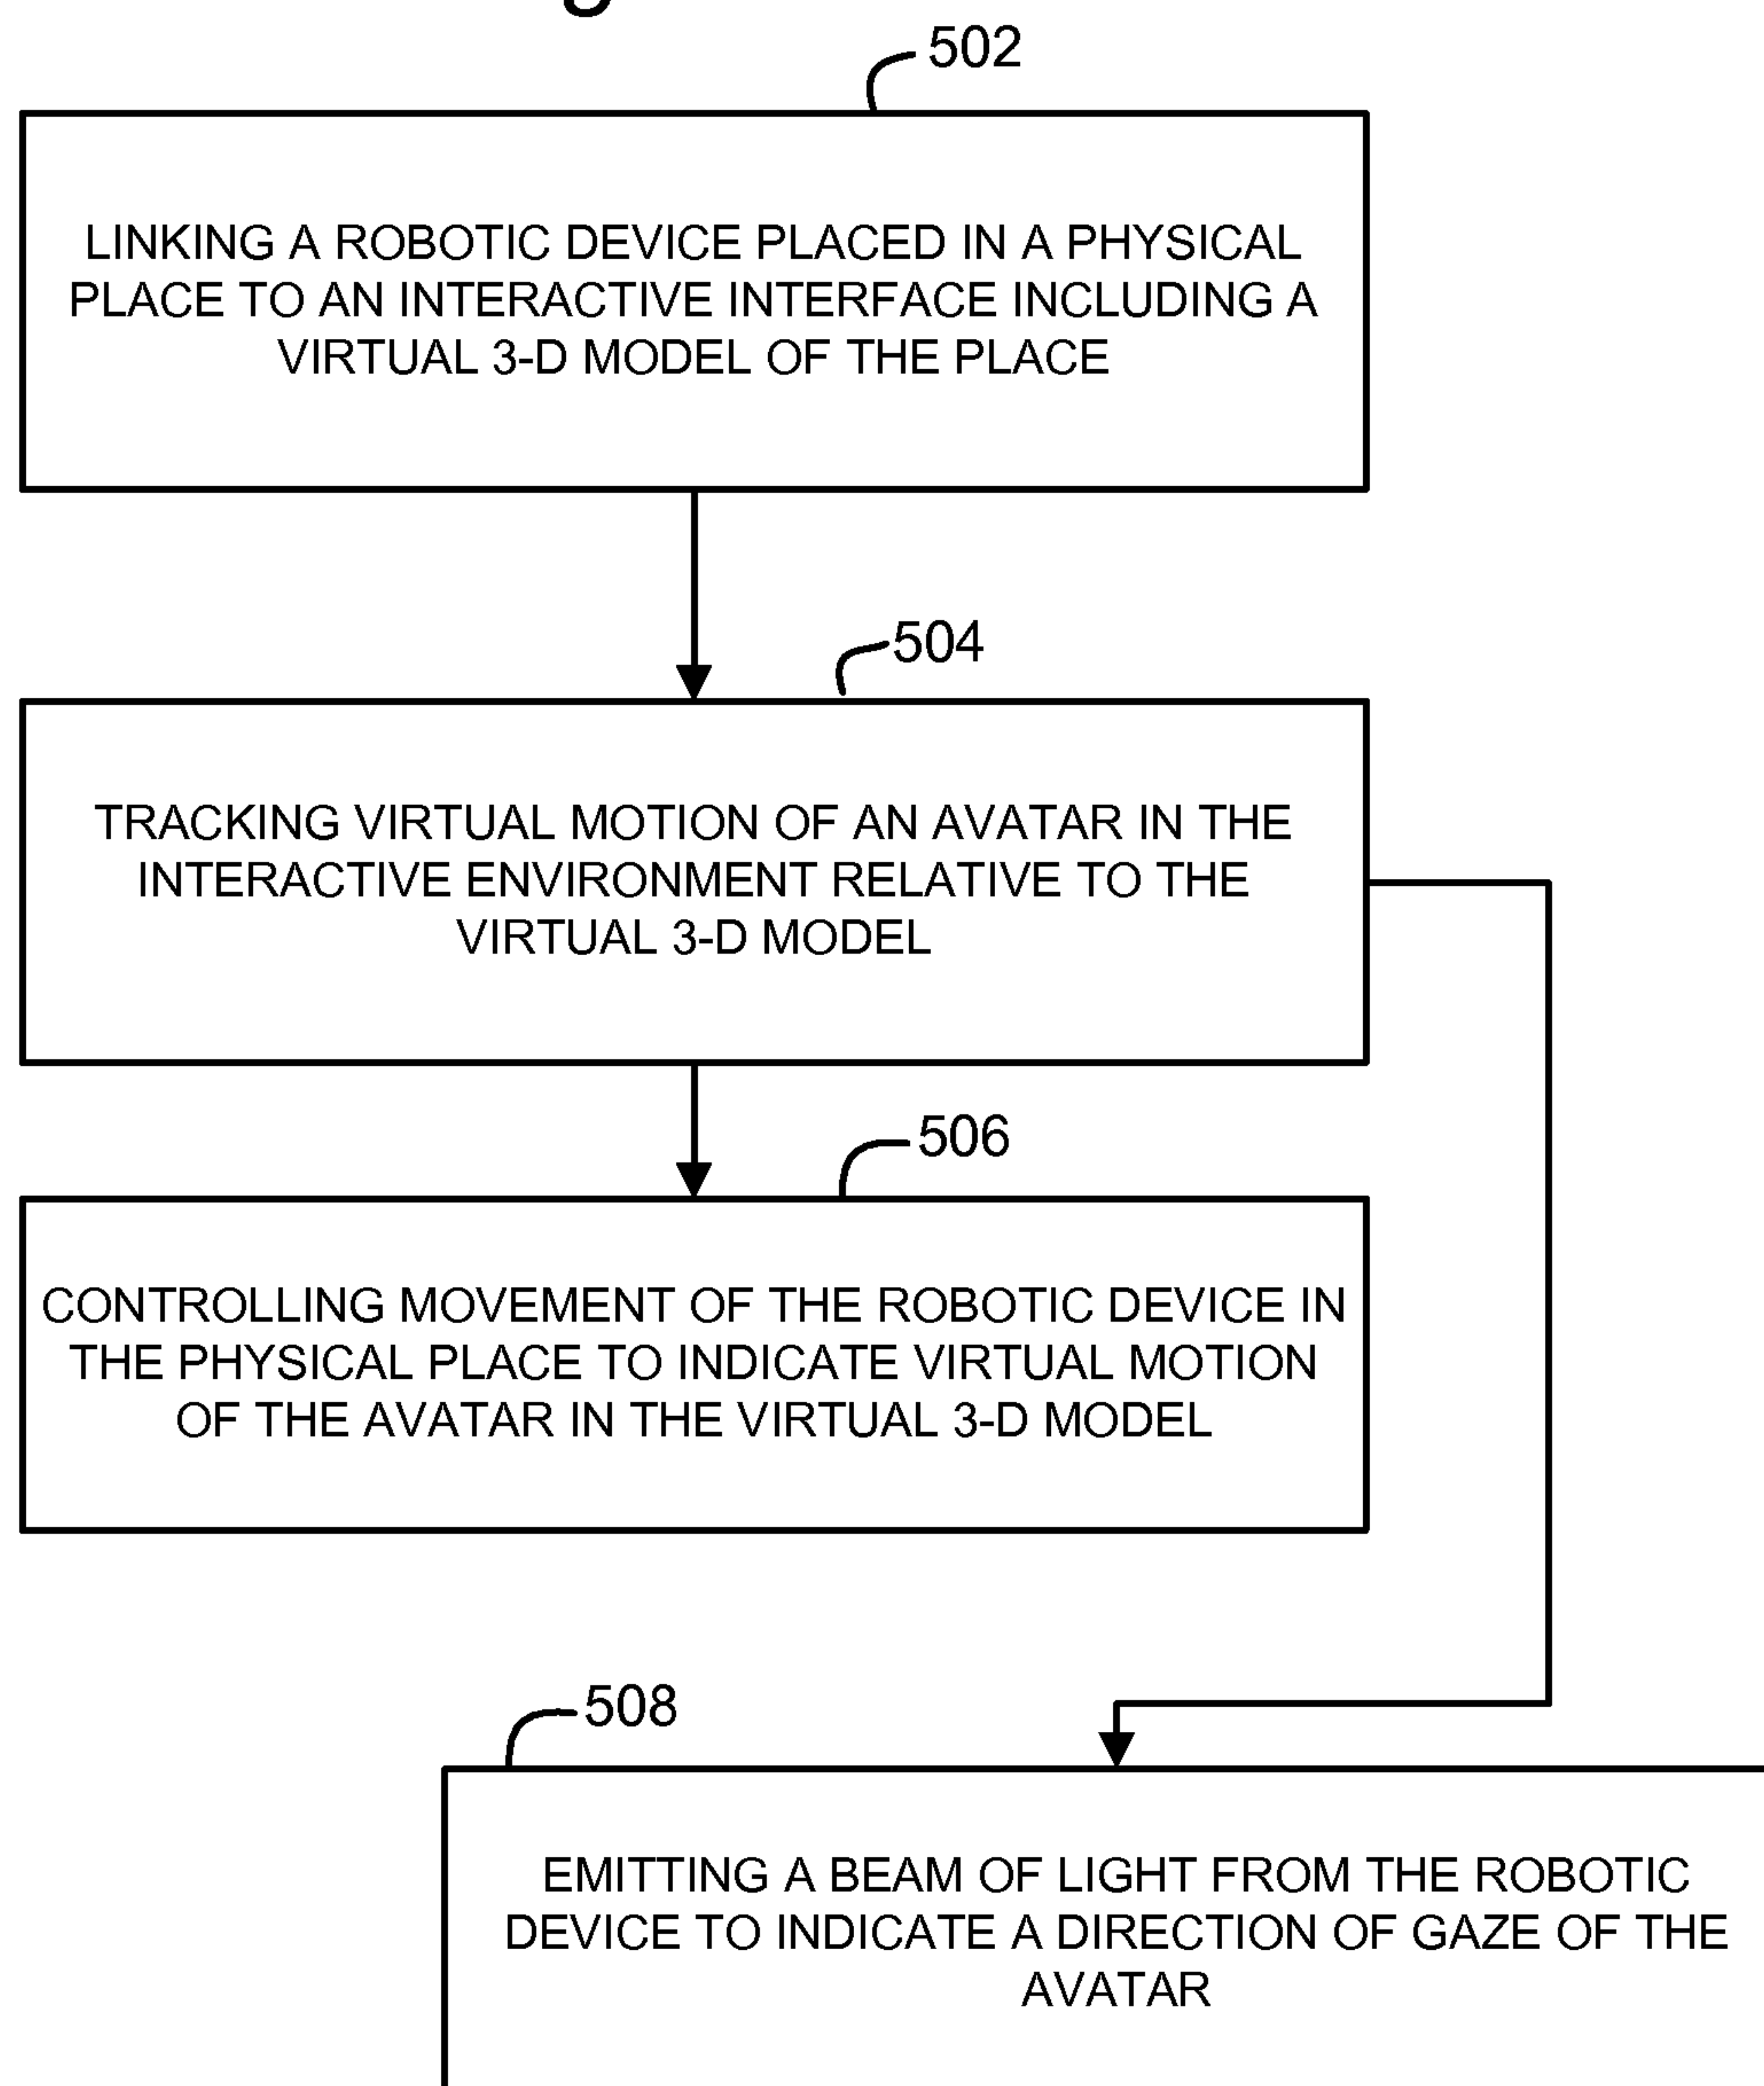 502
LINKING A ROBOTIC DEVICE PLACED IN A PHYSICAL
PLACE TO AN INTERACTIVE INTERFACE INCLUDING A
VIRTUAL 3-D MODEL OF THE PLACE
504
TRACKING VIRTUAL MOTION OF AN AVATAR IN THE
INTERACTIVE ENVIRONMENT RELATIVE TO THE
VIRTUAL 3-D MODEL
506
CONTROLLING MOVEMENT OF THE ROBOTIC DEVICE IN
THE PHYSICAL PLACE TO INDICATE VIRTUAL MOTION
OF THE AVATAR IN THE VIRTUAL 3-D MODEL
508
EMITTING A BEAM OF LIGHT FROM THE ROBOTIC
DEVICE TO INDICATE A DIRECTION OF GAZE OF THE
AVATAR